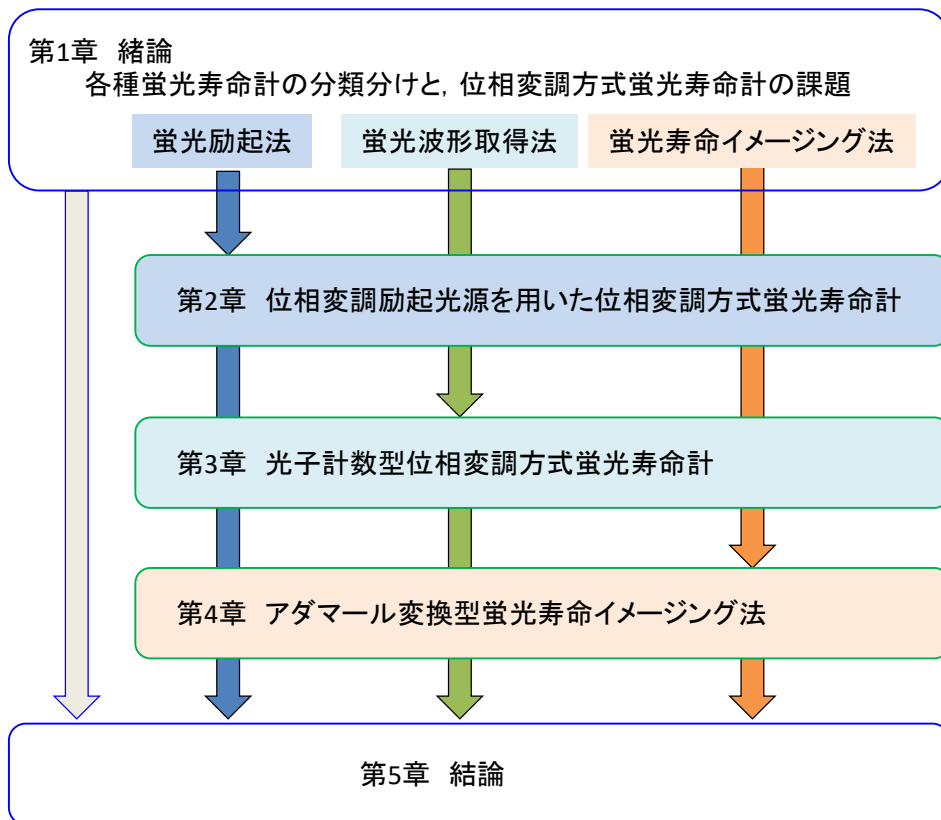 第1章 緒論
各種蛍光寿命計の分類分けと, 位相変調方式蛍光寿命計の課題
蛍光励起法 蛍光波形取得法 蛍光寿命イメージング法
第2章 位相変調励起光源を用いた位相変調方式蛍光寿命計
第3章 光子計数型位相変調方式蛍光寿命計
第4章 アダマール変換型蛍光寿命イメージング法
第5章 結論